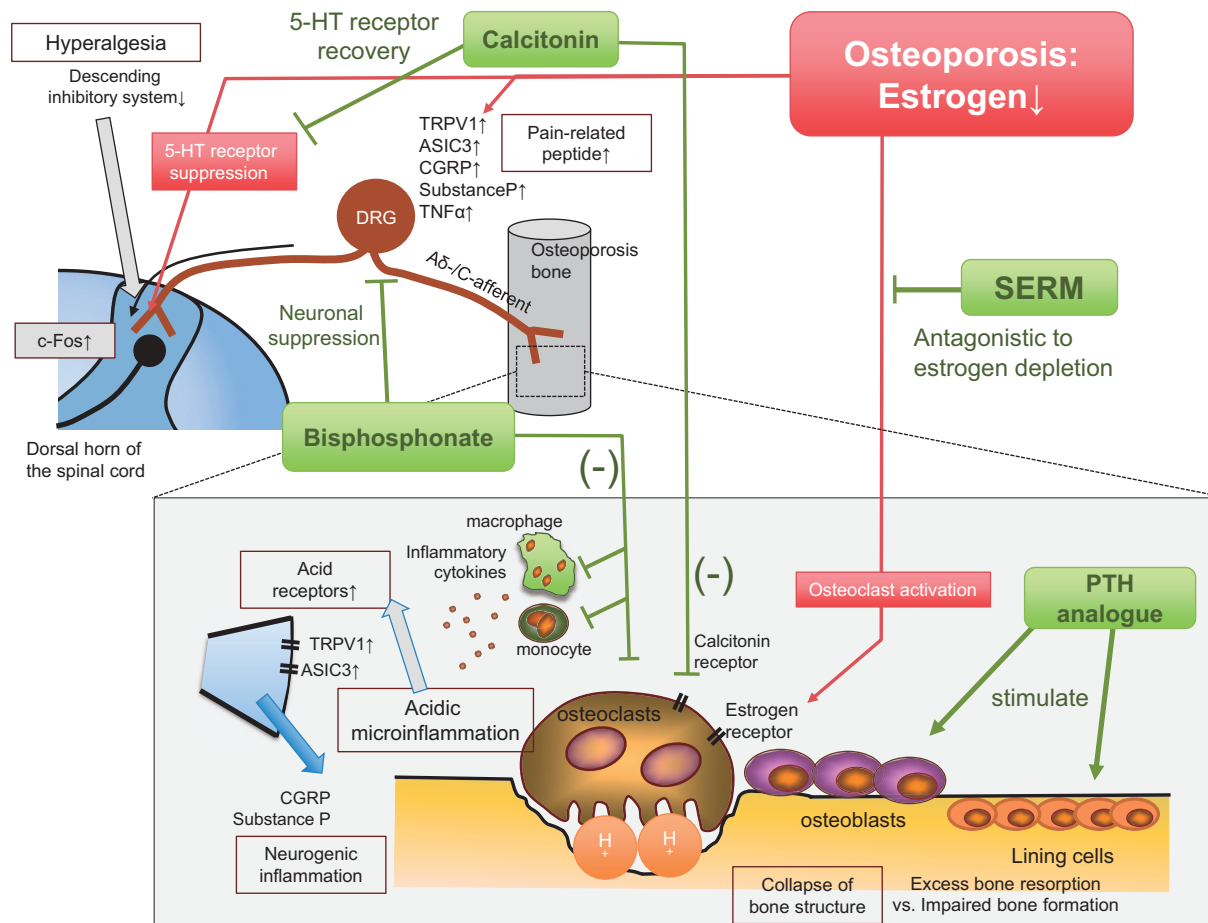 Hyperalgesia
Descending
inhibitory system↓
5-HT receptor
recovery
Calcitonin
Osteoporosis:
Estrogen↓
5-HT receptor
suppression
TRPV1↑
ASIC3↑
CGRP↑
SubstanceP↑
TNFα↑
Pain-related
peptide↑
DRG
Osteoporosis
bone
Aδ-/C-afferent
Neuronal
suppression
c-Fos↑
SERM
Antagonistic to
estrogen depletion
Dorsal horn of
the spinal cord
Bisphosphonate
(-)
(-)
macrophage
Inflammatory
cytokines
monocyte
Acid
receptors↑
TRPV1↑
ASIC3↑
Acidic
microinflammation
CGRP
Substance P
Neurogenic
inflammation
Osteoclast activation
PTH
analogue
Calcitonin
receptor
stimulate
osteoclasts
Estrogen
receptor
H
+
H
+
osteoblasts
Lining cells
Collapse of
bone structure
Excess bone resorption
vs. Impaired bone formation